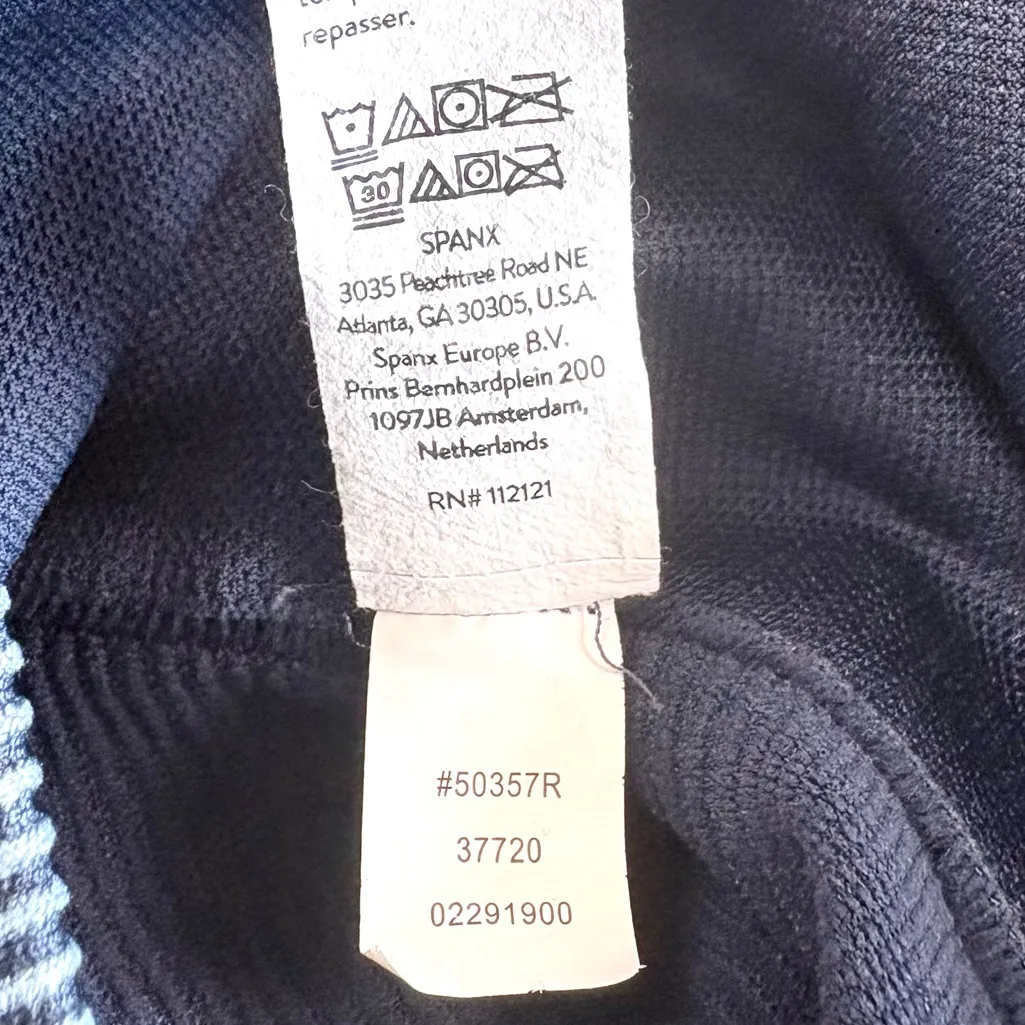 repasser.
30
SPANX
3035 Peachtree Road NE
Atlanta, GA 30305, U.S.A.
Spanx Europe B.V.
Prins Bernhardplein 200
1097JB Amsterdam,
Netherlands
RN# 112121
#50357R
37720
02291900